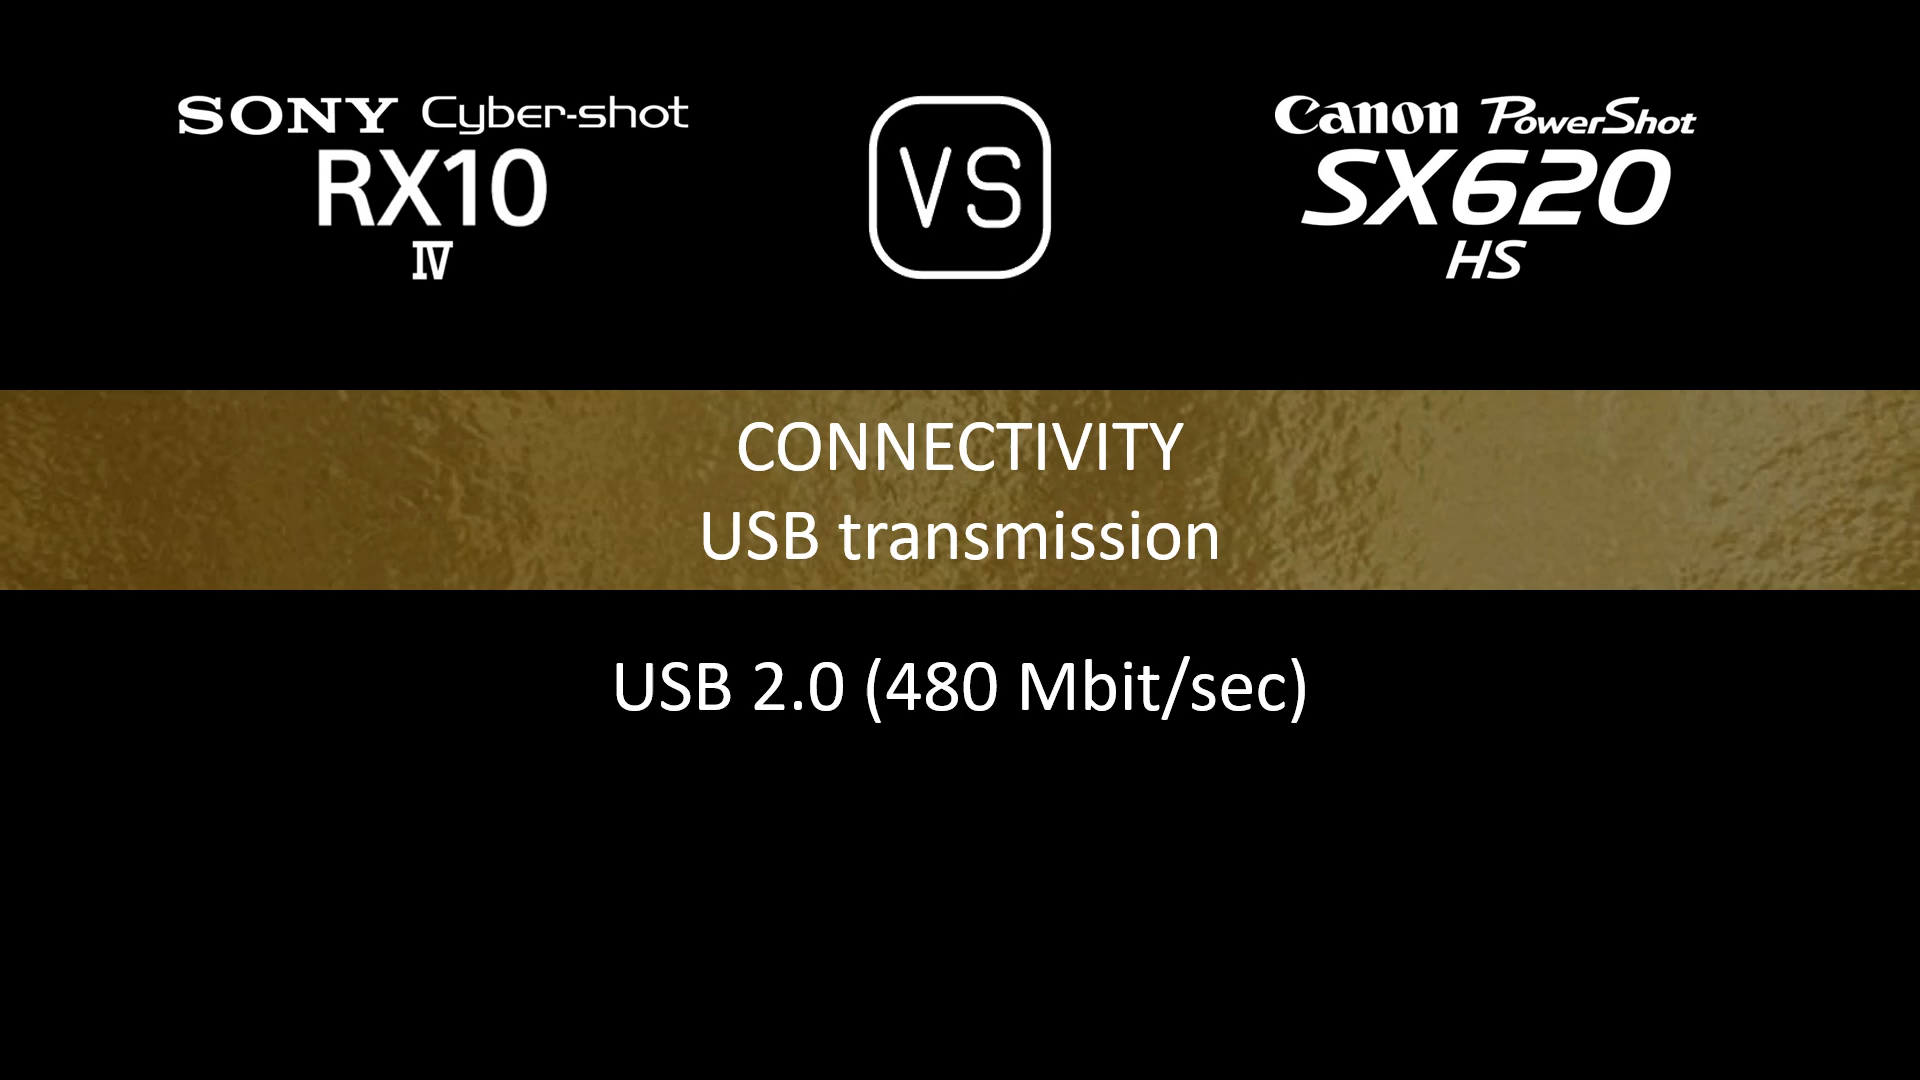 SONY Cyber-shot
RX10
IV
VS
Canon PowerShot
SX620
HS
CONNECTIVITY
USB transmission
USB 2.0 (480 Mbit/sec)